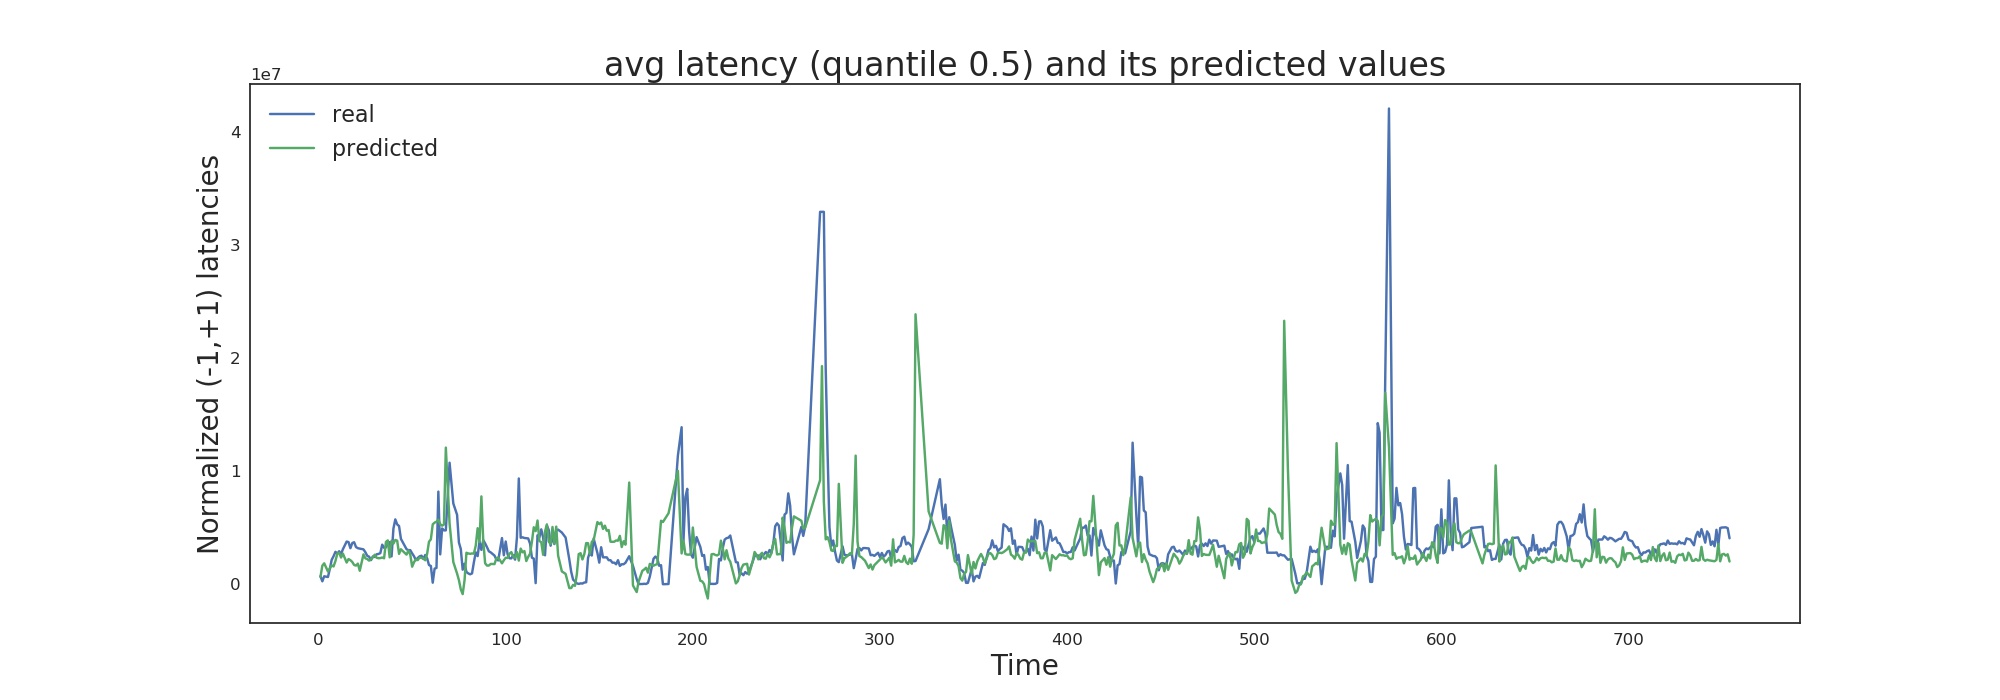 avg latency (quantile 0.5) and its predicted values
1e7
real
predicted
4
3
2
1
0
Normalized (-1,+1) latencies
0 100 200 300 400 500 600 700
Time